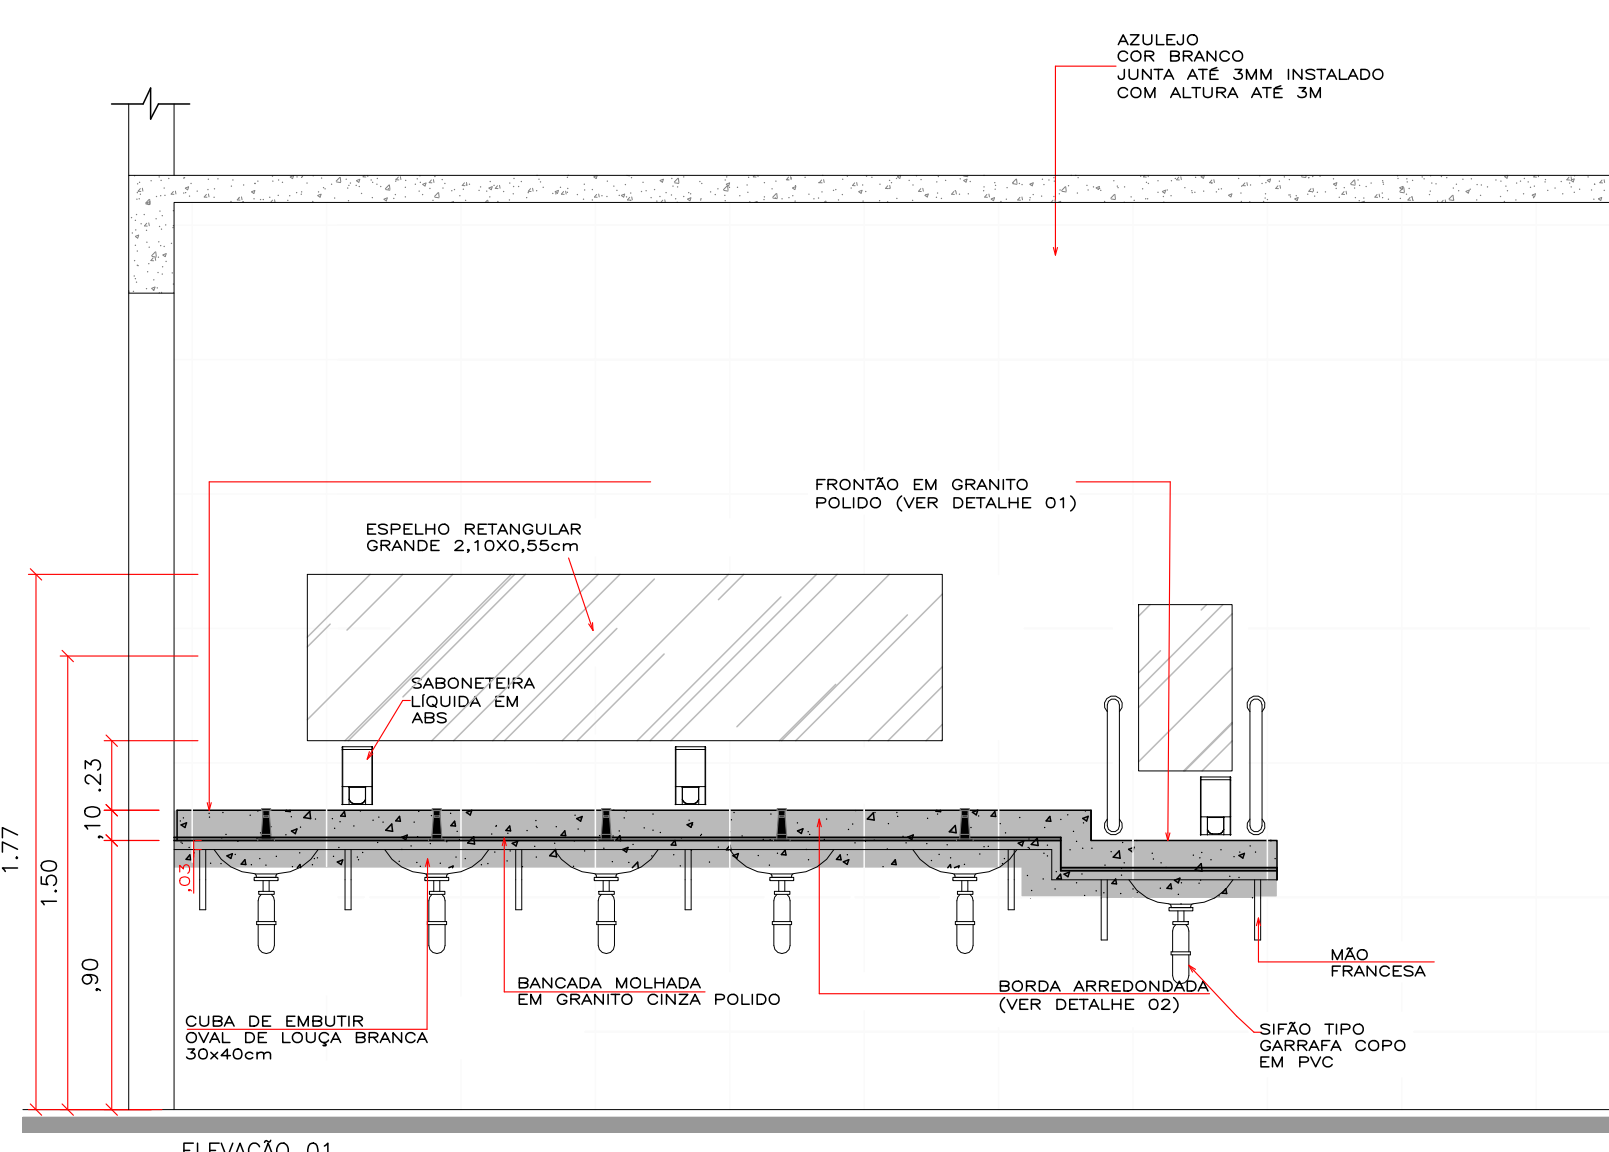 AZULEJO
COR BRANCO
JUNTA ATÉ 3MM INSTALADO
COM ALTURA ATÉ 3M
FRONTÃO EM GRANITO
POLIDO (VER DETALHE 01)
ESPELHO RETANGULAR
GRANDE 2,10X0,55cm
SABONETEIRA
LÍQUIDA EM
ABS
1.77
1.50
.23
,10
,03
,90
BANCADA MOLHADA
EM GRANITO CINZA POLIDO
BORDA ARREDONDADA
(VER DETALHE 02)
MÃO
FRANCESA
CUBA DE EMBUTIR
OVAL DE LOUÇA BRANCA
30x40cm
SIFÃO TIPO
GARRAFA COPO
EM PVC
ELEVAÇÃO 01